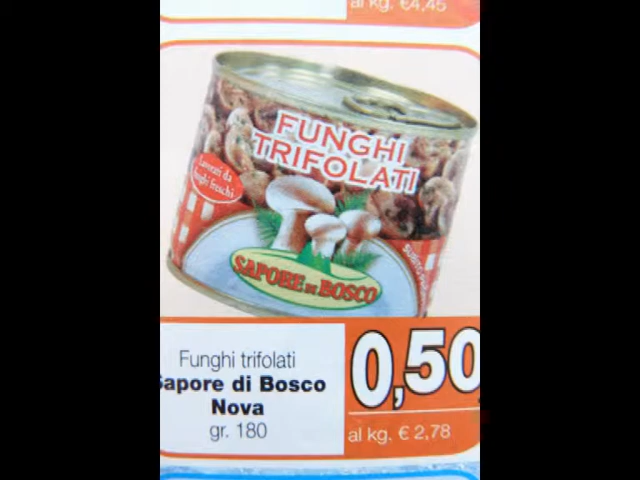 al kg. €4,45
FUNGHI
TRIFOLATI
Lavorati da
funghi freschi
SAPORE DI BOSCO
Funghi trifolati
Sapore di Bosco
Nova
gr. 180
0,50
al kg. € 2,78